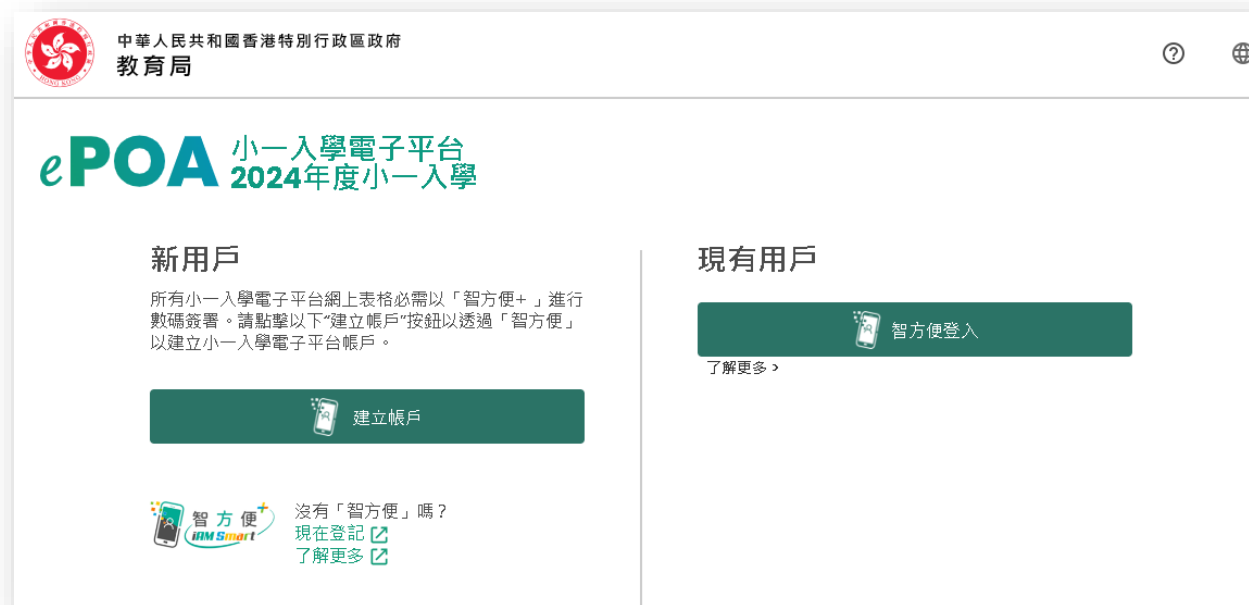 中華人民共和國香港特別行政區政府
教育局
ePOA
小一入學電子平台
2024年度小一入學
新用戶
所有小一入學電子平台網上表格必需以「智方便+」進行
數碼簽署。請點擊以下“建立帳戶”按鈕以透過「智方便」
以建立小一入學電子平台帳戶。
建立帳戶
智方便+
iAM Smart
沒有「智方便」嗎？
現在登記
了解更多
現有用戶
智方便登入
了解更多 >